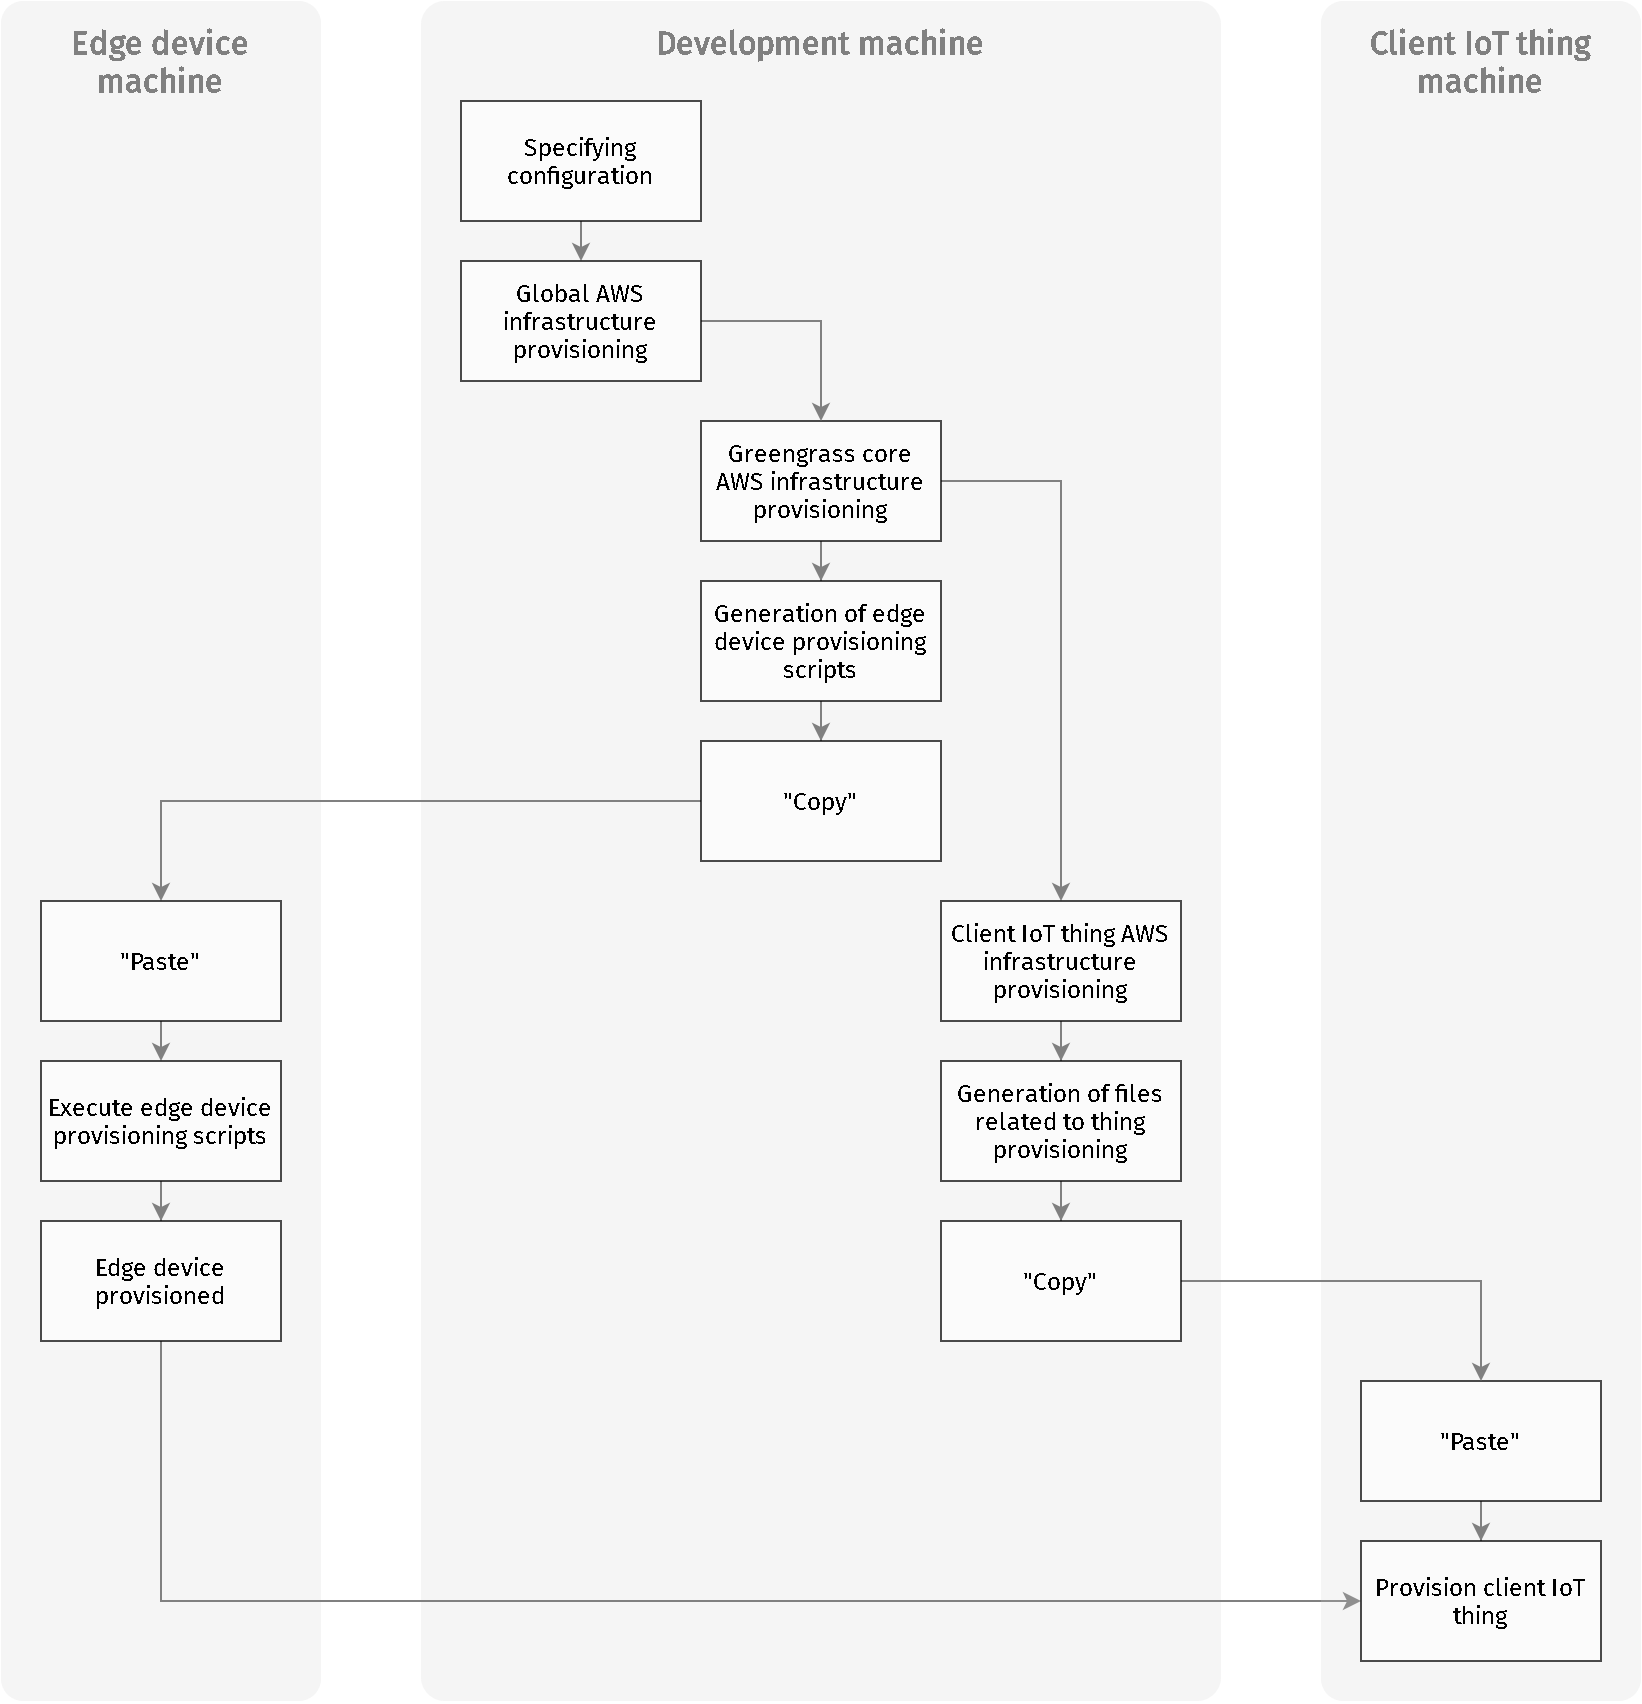 Edge device
machine
Development machine
Client IoT thing
machine
Specifying
configuration
Global AWS
infrastructure
provisioning
Greengrass core
AWS infrastructure
provisioning
Generation of edge
device provisioning
scripts
"Copy"
"Paste"
Execute edge device
provisioning scripts
Edge device
provisioned
Client IoT thing AWS
infrastructure
provisioning
Generation of files
related to thing
provisioning
"Copy"
"Paste"
Provision client IoT
thing